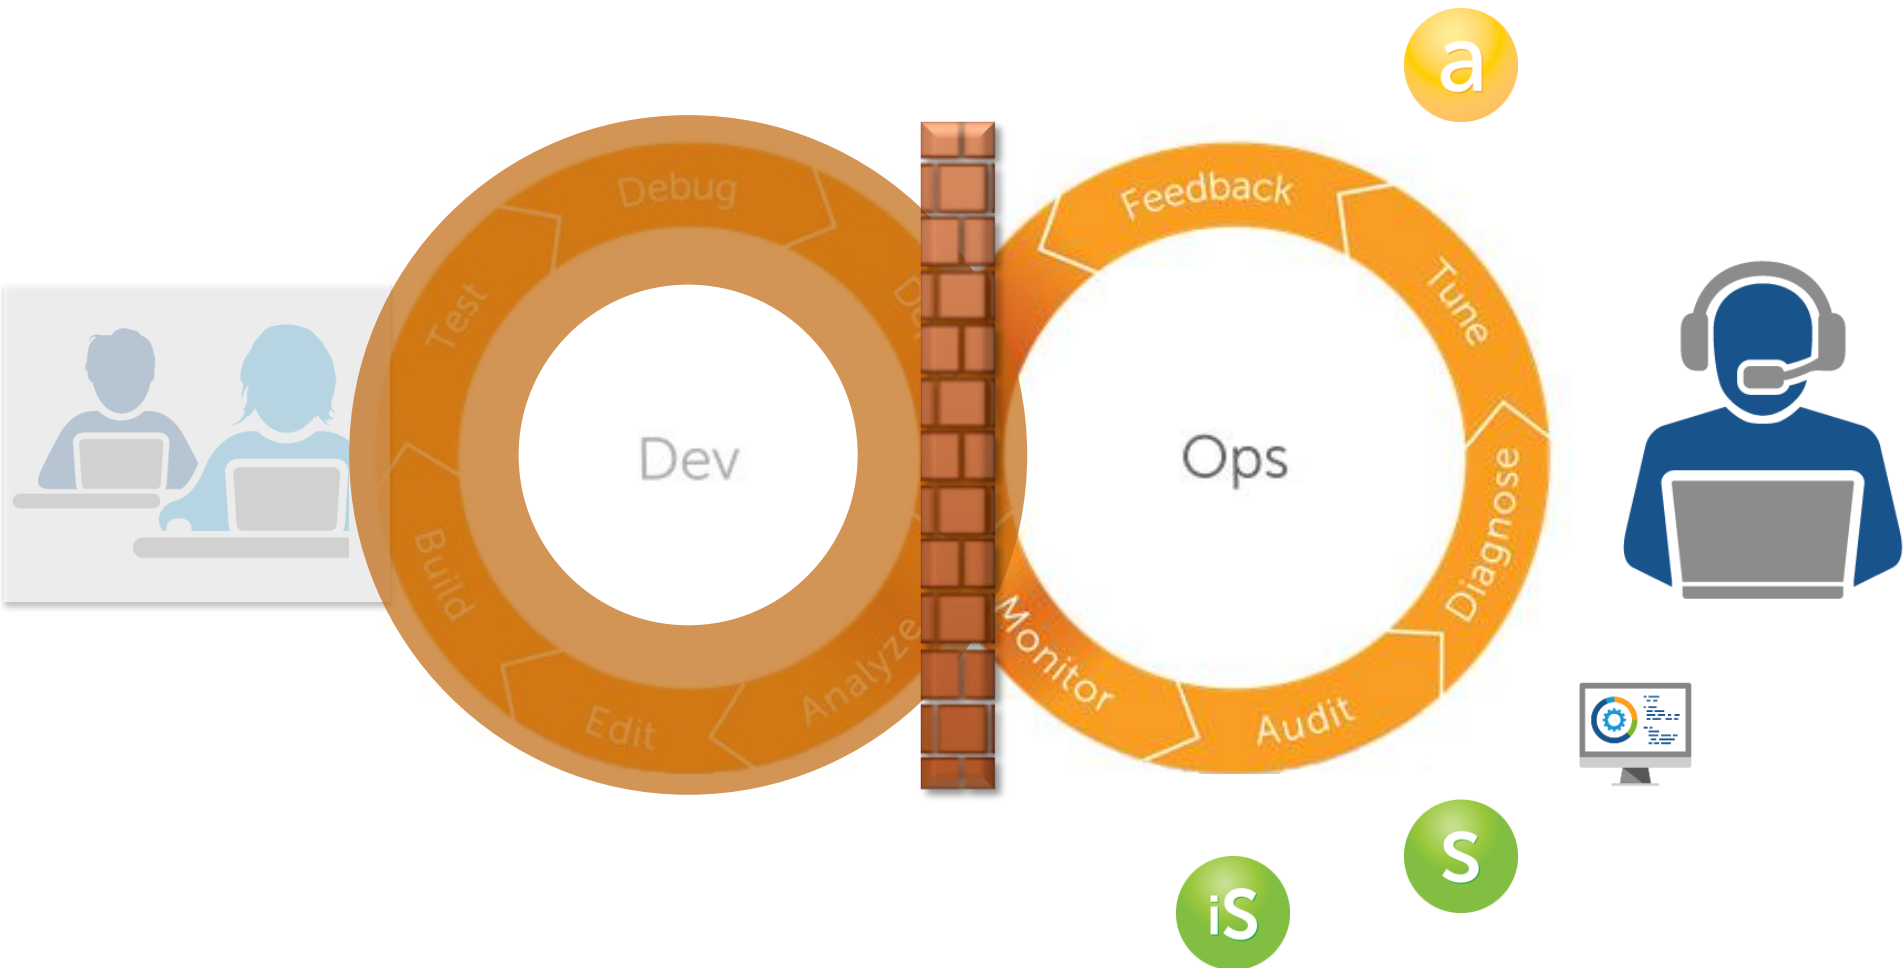 a
Debug
Feedback
Test
Tune
Dev
Ops
Build
Diagnose
Analyze
Monitor
Edit
Audit
S
iS